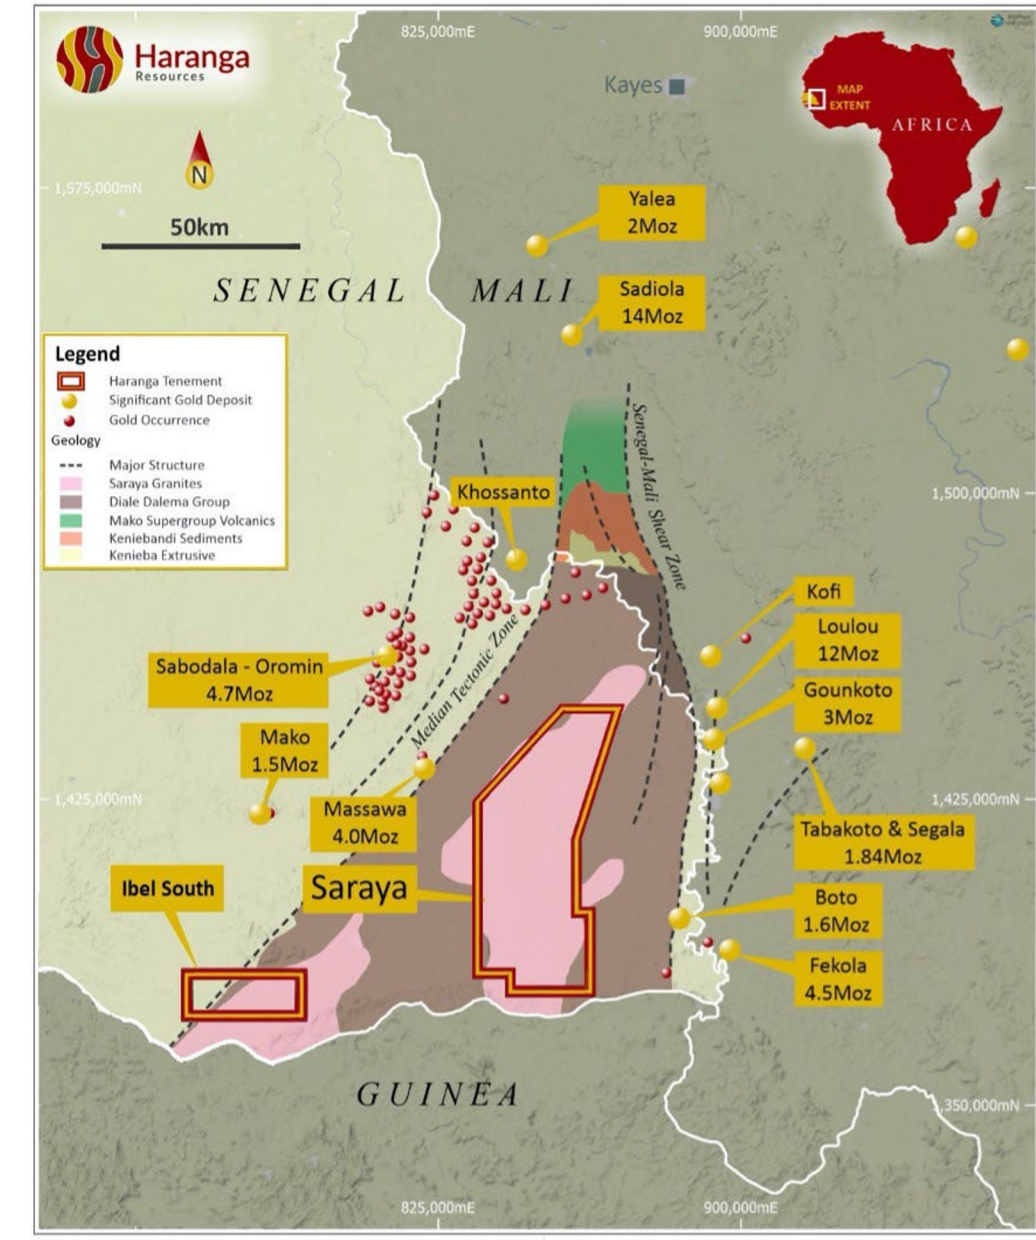 Haranga
Resources
825,000mE
900,000mE
Kayes
MAP
EXTENT
AFRICA
N
1,575,000mN
50km
Yalea
2Moz
SENEGAL
MALI
Sadiola
14Moz
Legend
Haranga Tenement
Significant Gold Deposit
Gold Occurrence
Geology
Major Structure
Saraya Granites
Diale Dalema Group
Mako Supergroup Volcanics
Keniebandi Sediments
Kenieba Extrusive
Senegal-Mali Shear Zone
Khossanto
1,500,000mN
Kofi
Loulou
12Moz
Sabodala - Oromin
4.7Moz
Median Tectonic Zone
Gounkoto
3Moz
Mako
1.5Moz
1,425,000mN
1,425,000mN
Massawa
4.0Moz
Tabakoto & Segala
1.84Moz
Ibel South
Saraya
Boto
1.6Moz
Fekola
4.5Moz
GUINEA
,350,000mN
825,000mE
900,000mE